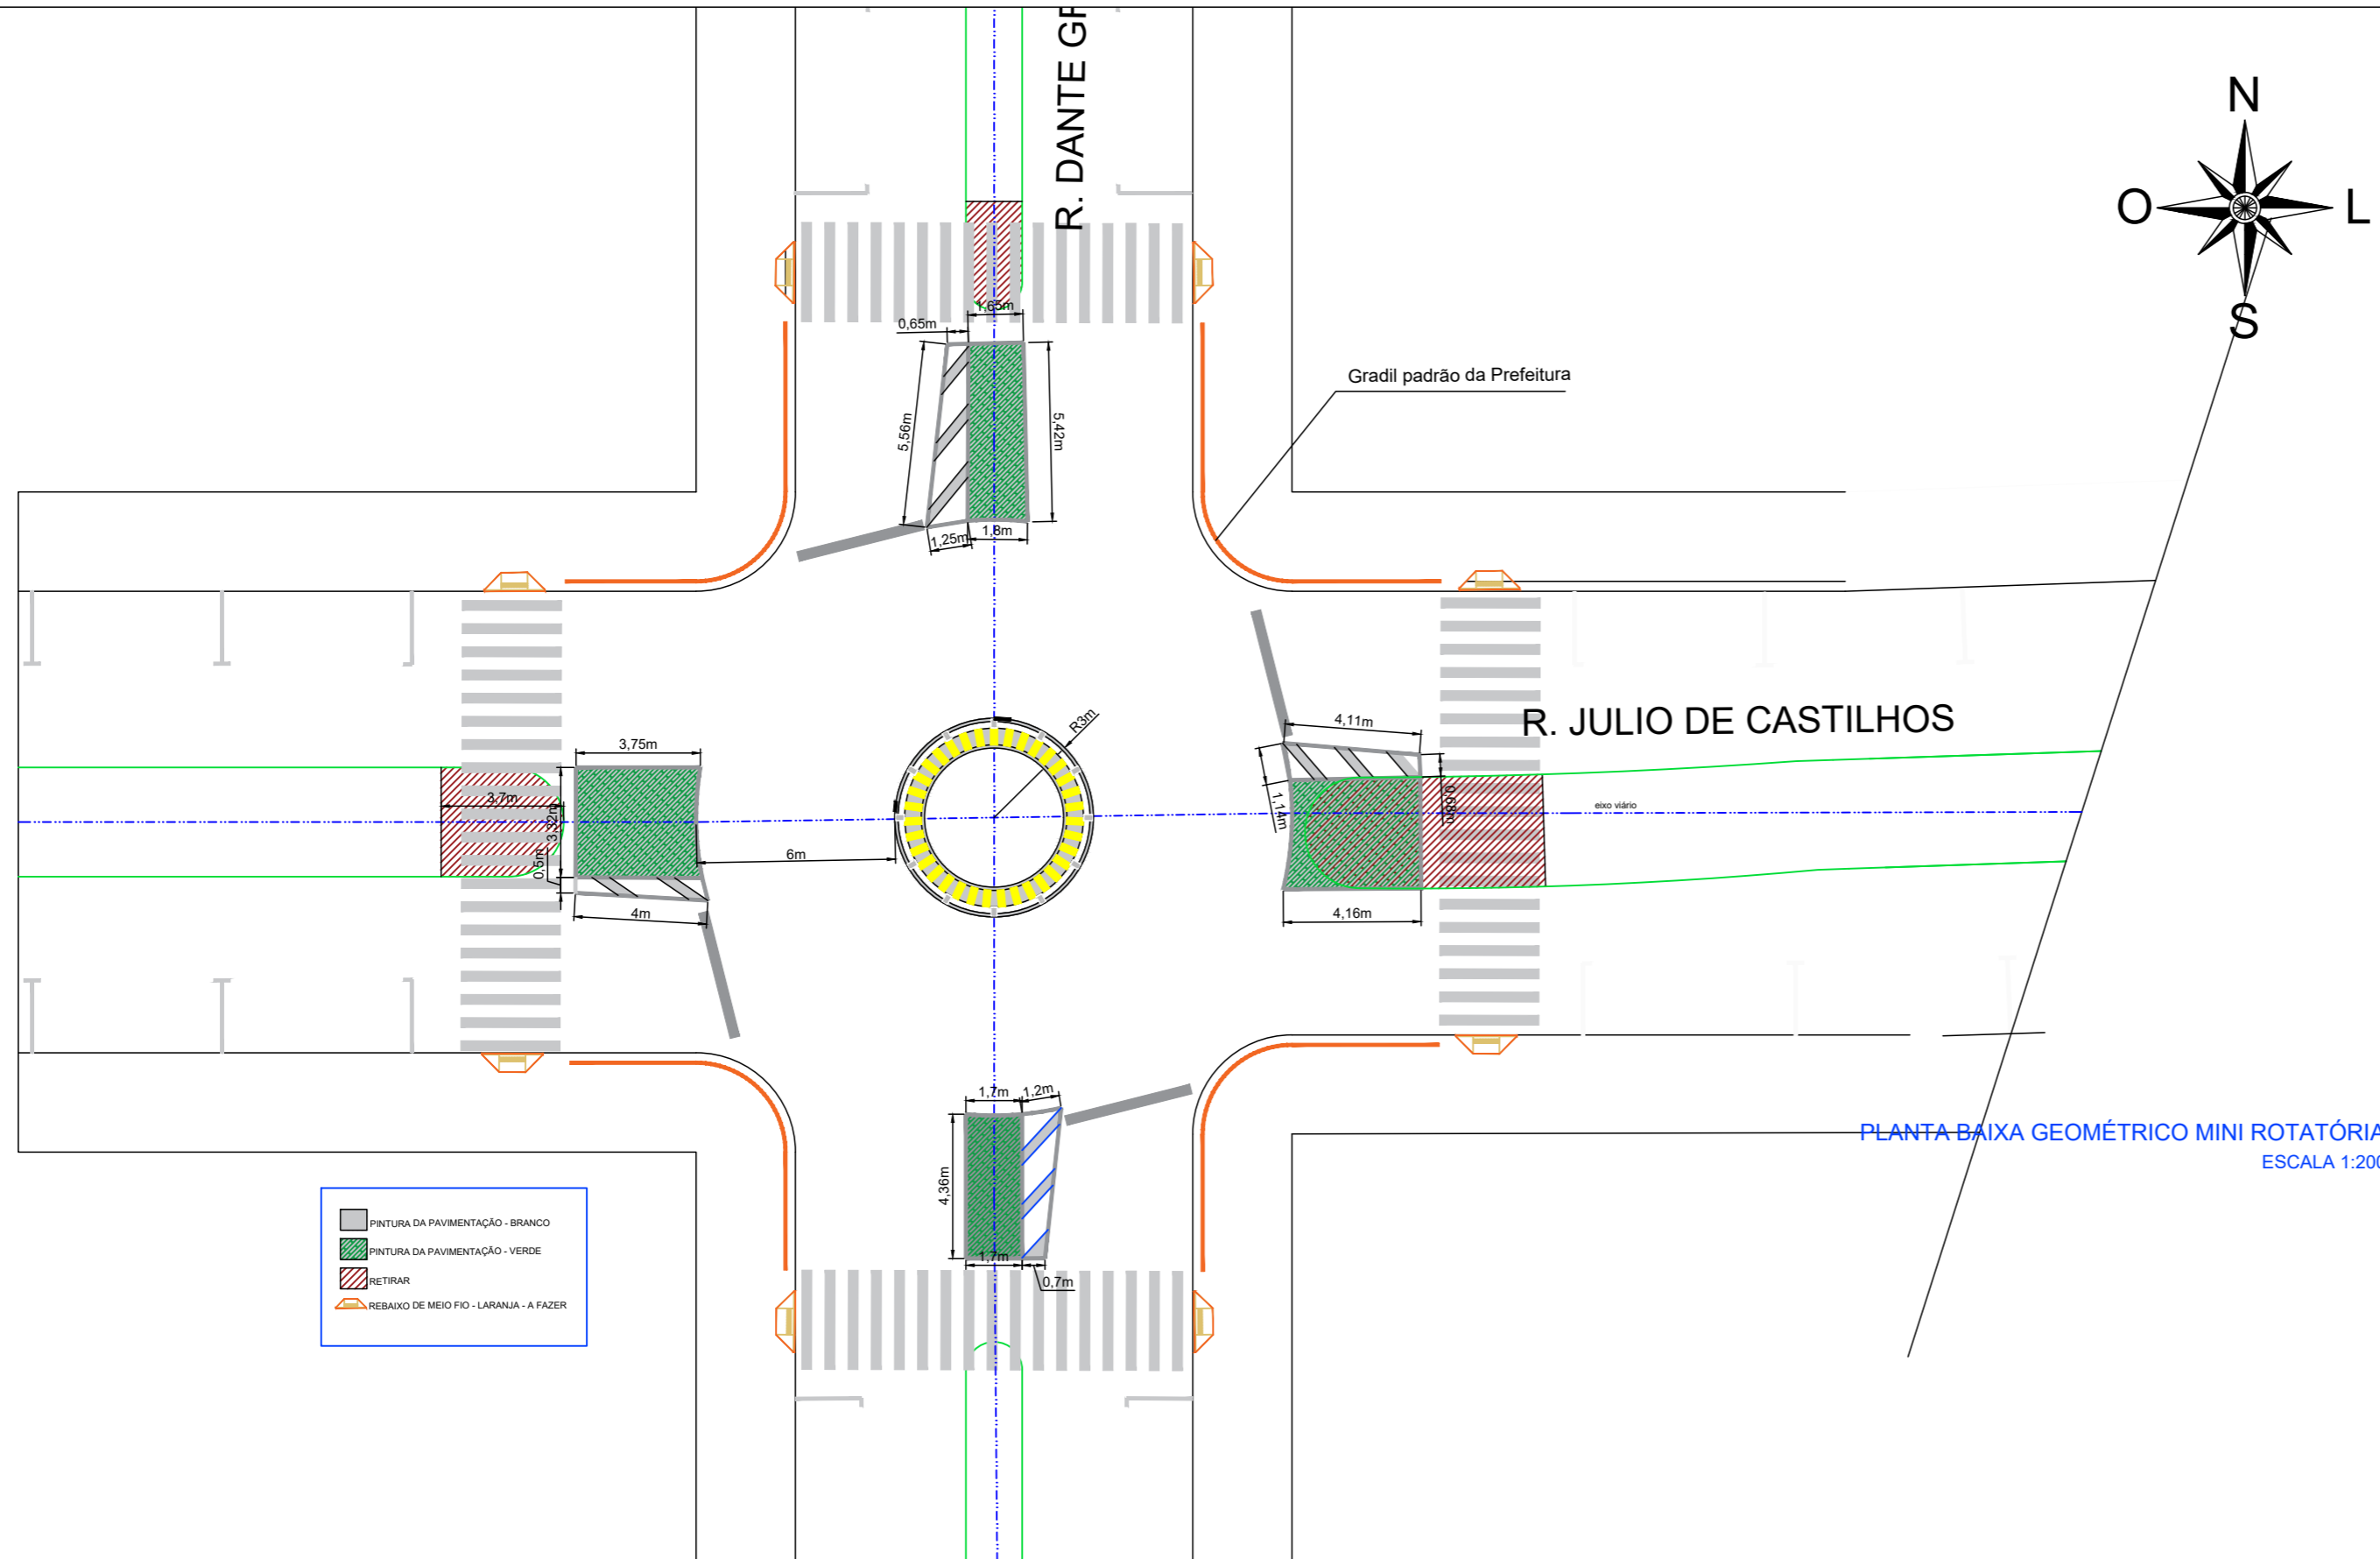 R. DANTE GR
N
O
L
S
1,65m
0,65m
5,56m
5,42m
1,25m
1,8m
Gradil padrão da Prefeitura
R3m
R. JULIO DE CASTILHOS
4,11m
1,14m
0,68m
eixo viário
4,16m
3,75m
3,7m
3,32m
0,5m
6m
4m
1,7m
1,2m
4,36m
1,7m
0,7m
PLANTA BAIXA GEOMÉTRICO MINI ROTATÓRIA
ESCALA 1:200
PINTURA DA PAVIMENTAÇÃO - BRANCO
PINTURA DA PAVIMENTAÇÃO - VERDE
RETIRAR
REBAIXO DE MEIO FIO - LARANJA - A FAZER